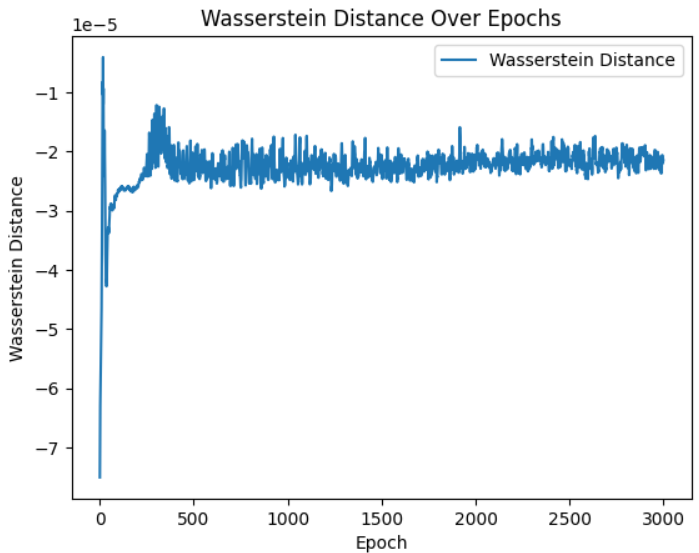 Wasserstein Distance Over Epochs
1e−5
Wasserstein Distance
−1
−2
−3
−4
−5
−6
−7
Wasserstein Distance
0 500 1000 1500 2000 2500 3000
Epoch